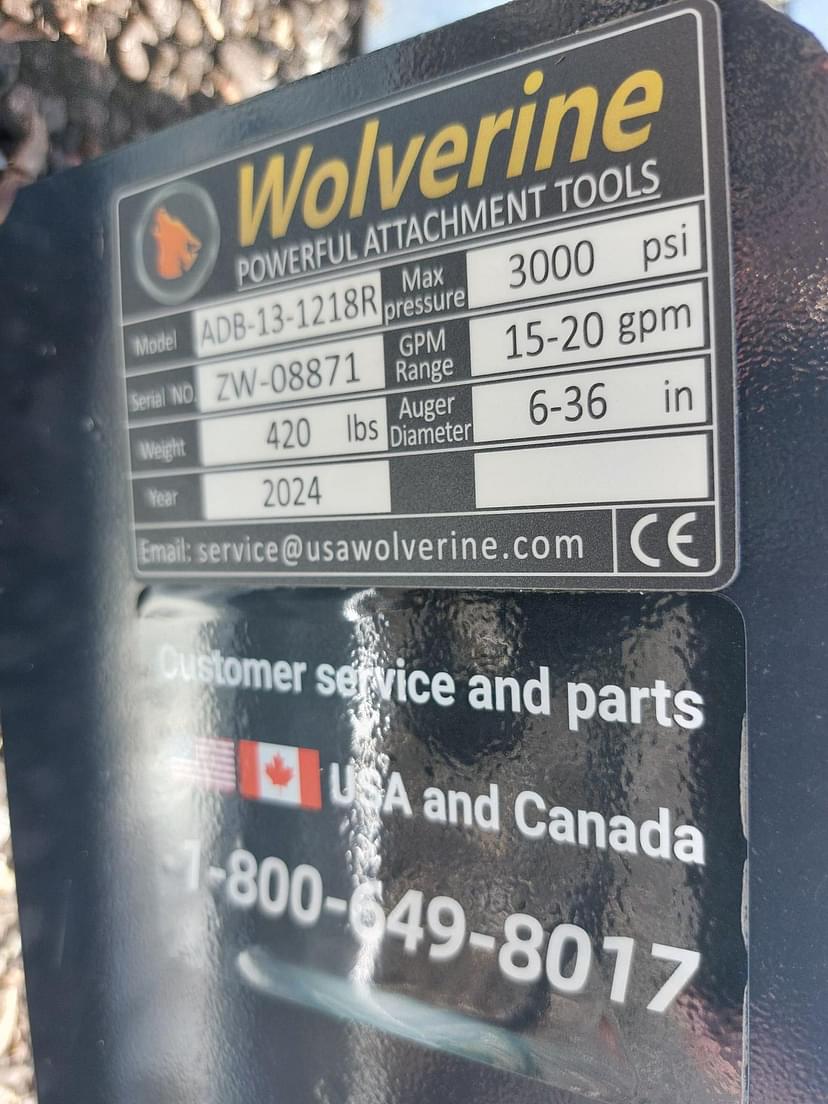 Wolverine
POWERFUL ATTACHMENT TOOLS
Model ADB-13-1218R Max pressure 3000 psi
Serial NO. ZW-08871 GPM Range 15-20 gpm
Weight 420 lbs Auger Diameter 6-36 in
Year 2024
Email: service@usawolverine.com CE
Customer service and parts
USA and Canada
1-800-649-8017